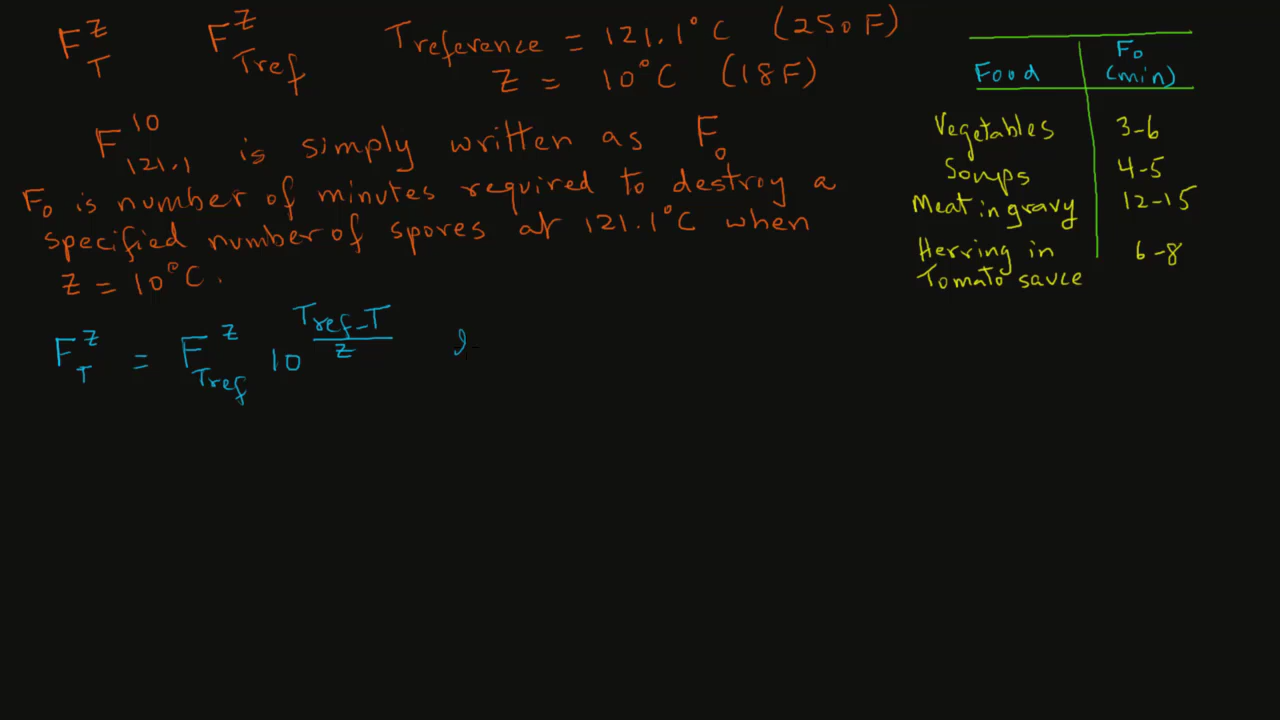 F^Z_T F^Z_Tref Treference = 121.1°C (250F)
Z = 10°C (18F)
F^10_121.1 is simply written as F_0
F_0 is number of minutes required to destroy a
specified number of spores at 121.1°C when
Z = 10°C.
F^Z_T = F^Z_Tref 10^((Tref-T)/Z)
Food F_0 (min)
Vegetables 3-6
Soups 4-5
Meat in gravy 12-15
Herring in 6-8
Tomato sauce